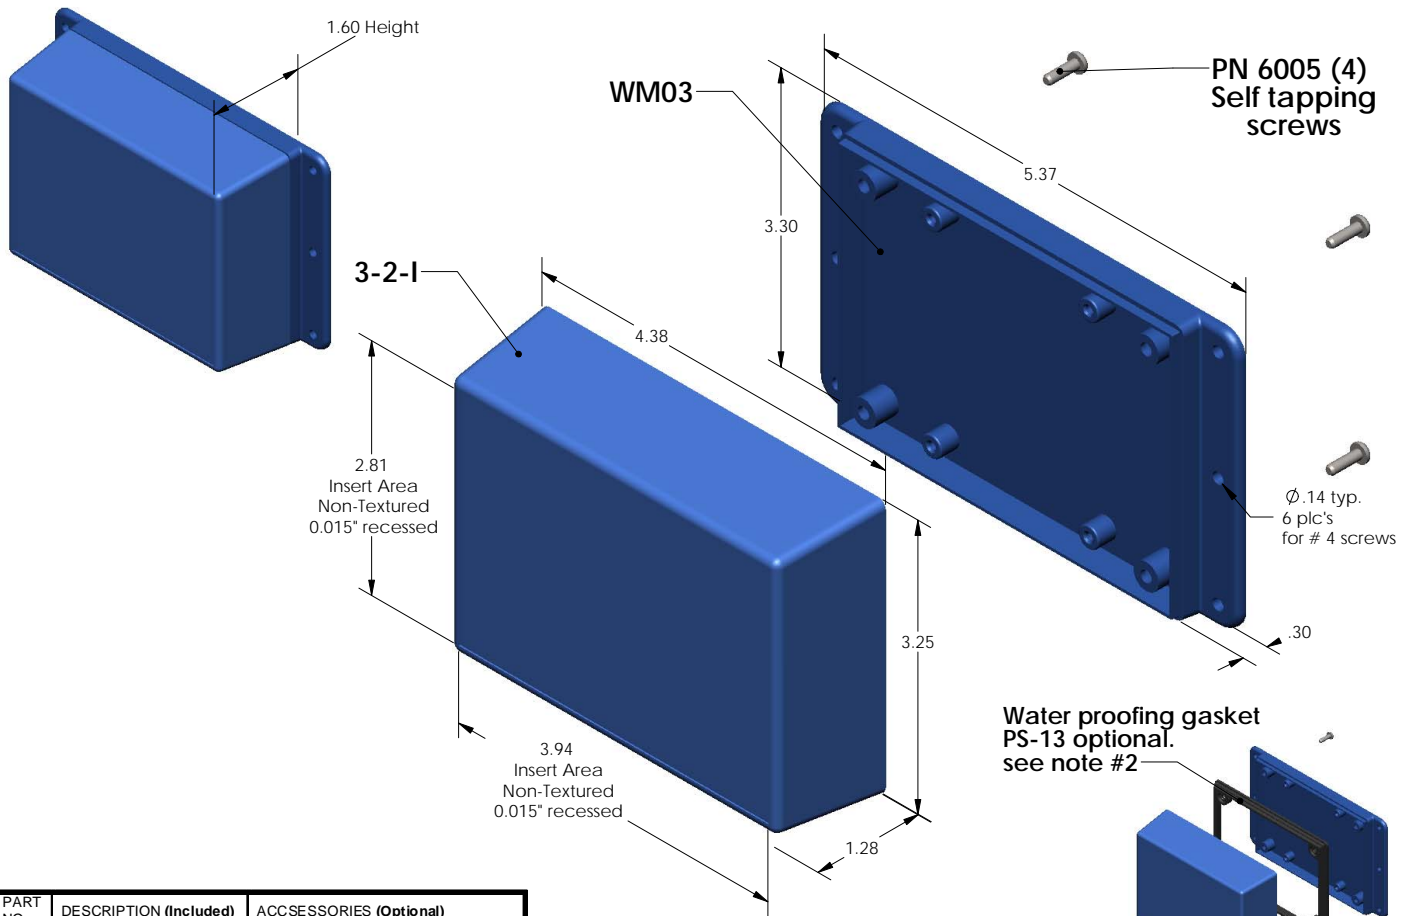 1.60 Height
WM03
PN 6005 (4)
Self tapping
screws
5.37
3.30
3-2-I
4.38
2.81
Insert Area
Non-Textured
0.015" recessed
Ø.14 typ.
6 plc's
for # 4 screws
.30
3.25
Water proofing gasket
PS-13 optional.
see note #2
3.94
Insert Area
Non-Textured
0.015" recessed
1.28
PART
DESCRIPTION (Included)
ACCSESSORIES (Optional)